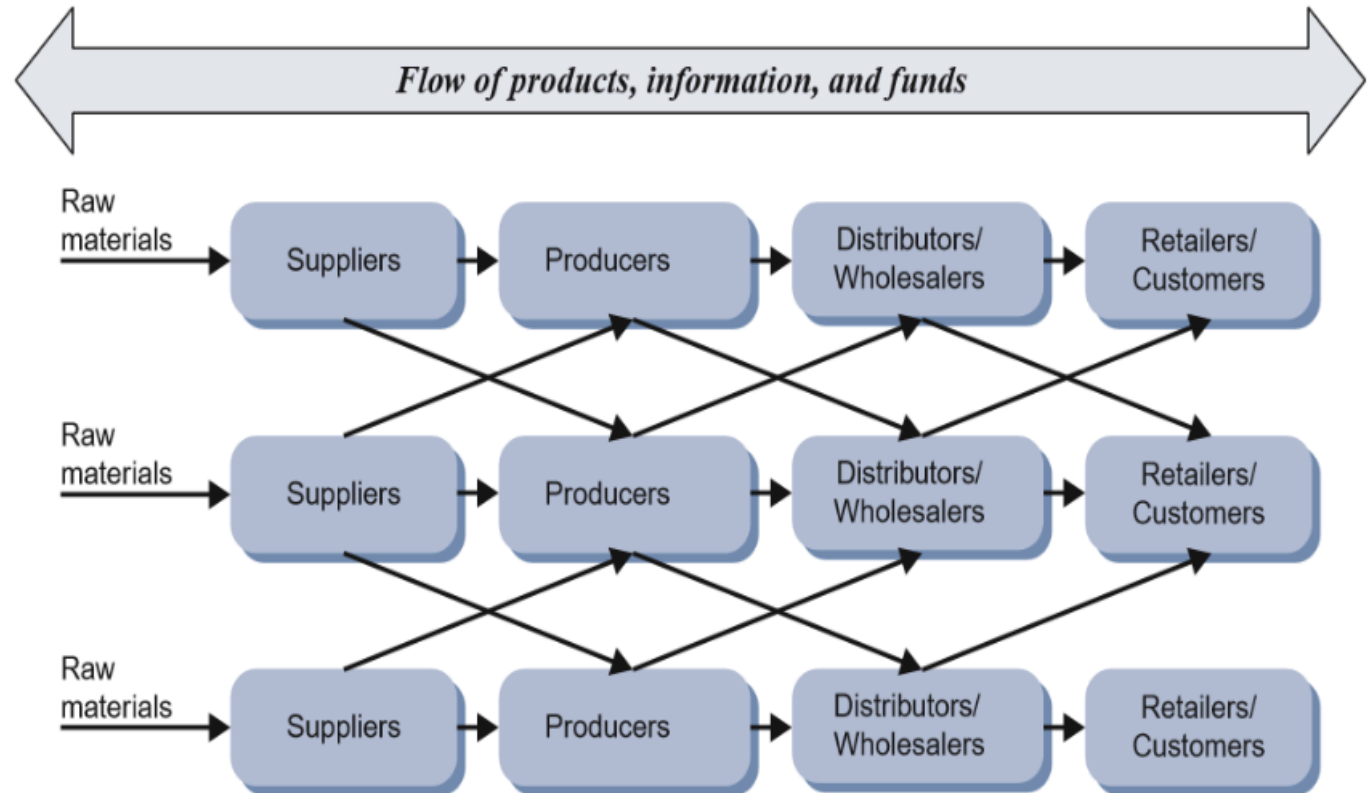 Flow of products, information, and funds
Raw
materials
Suppliers
Producers
Distributors/
Wholesalers
Retailers/
Customers
Raw
materials
Suppliers
Producers
Distributors/
Wholesalers
Retailers/
Customers
Raw
materials
Suppliers
Producers
Distributors/
Wholesalers
Retailers/
Customers